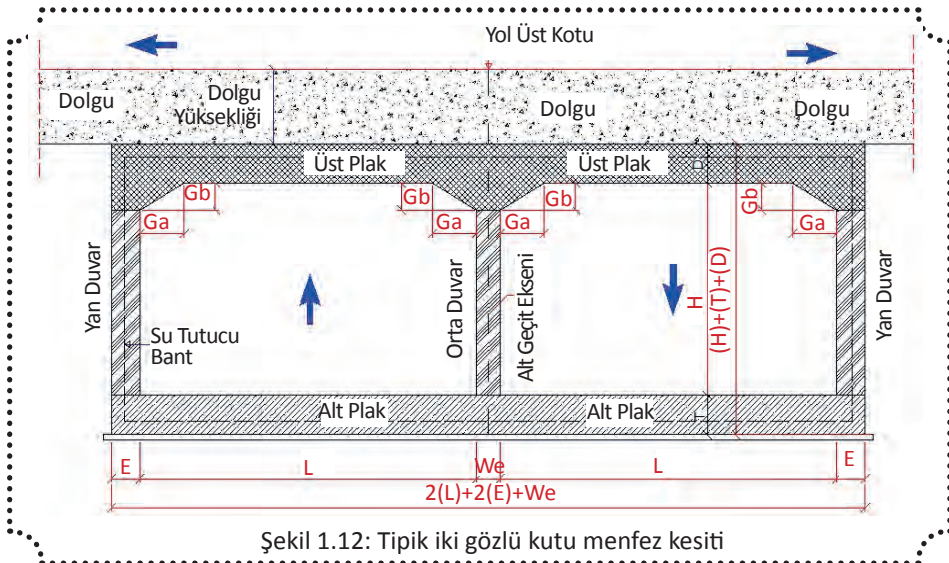 Yol Üst Kotu
Dolgu
Dolgu
Yüksekliği
Dolgu
Dolgu
Üst Plak
Üst Plak
D
Gb
Gb
Gb
Ga
Ga
Ga
Yan Duvar
Su Tutucu
Bant
Orta Duvar
Alt Geçit Ekseni
H
(H)+(T)+(D)
Yan Duvar
Alt Plak
Alt Plak
T
E
L
We
L
E
2(L)+2(E)+We
Şekil 1.12: Tipik iki gözlü kutu menfez kesiti